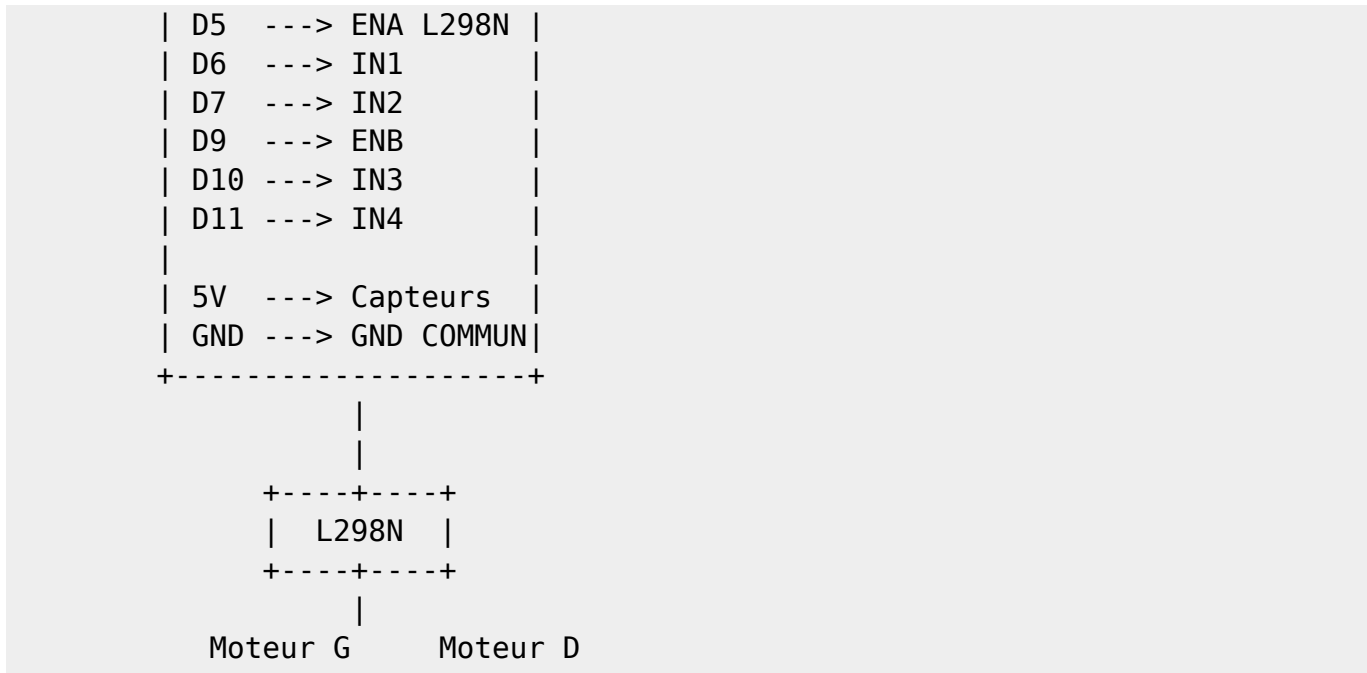 | D5  ---> ENA L298N |
| D6  ---> IN1       |
| D7  ---> IN2       |
| D9  ---> ENB       |
| D10 ---> IN3       |
| D11 ---> IN4       |
|                    |
| 5V  ---> Capteurs  |
| GND ---> GND COMMUN|
+--------------------+
|
|
+----+----+
|  L298N  |
+----+----+
|
Moteur G     Moteur D